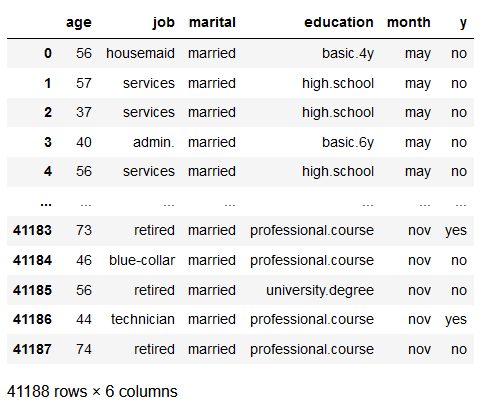 age job marital education month y
0 56 housemaid married basic.4y may no
1 57 services married high.school may no
2 37 services married high.school may no
3 40 admin. married basic.6y may no
4 56 services married high.school may no
... ... ... ... ... ... ...
41183 73 retired married professional.course nov yes
41184 46 blue-collar married professional.course nov no
41185 56 retired married university.degree nov no
41186 44 technician married professional.course nov yes
41187 74 retired married professional.course nov no
41188 rows × 6 columns